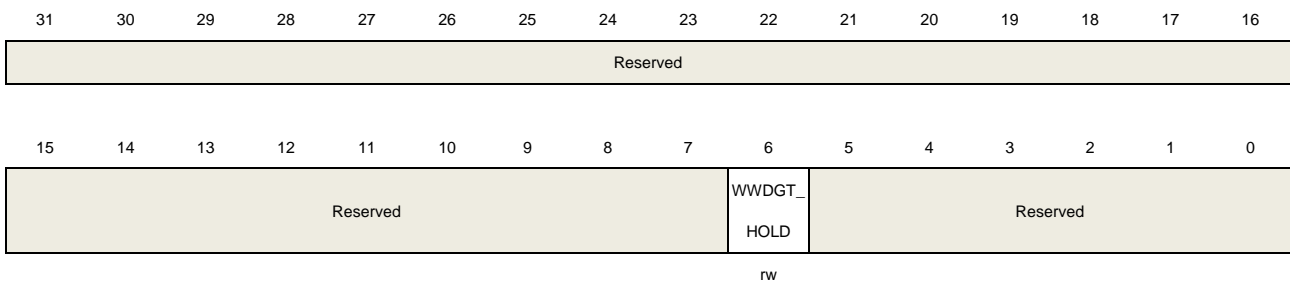 31 30 29 28 27 26 25 24 23 22 21 20 19 18 17 16
Reserved
15 14 13 12 11 10 9 8 7 6 5 4 3 2 1 0
Reserved WWDGT_ HOLD Reserved
rw